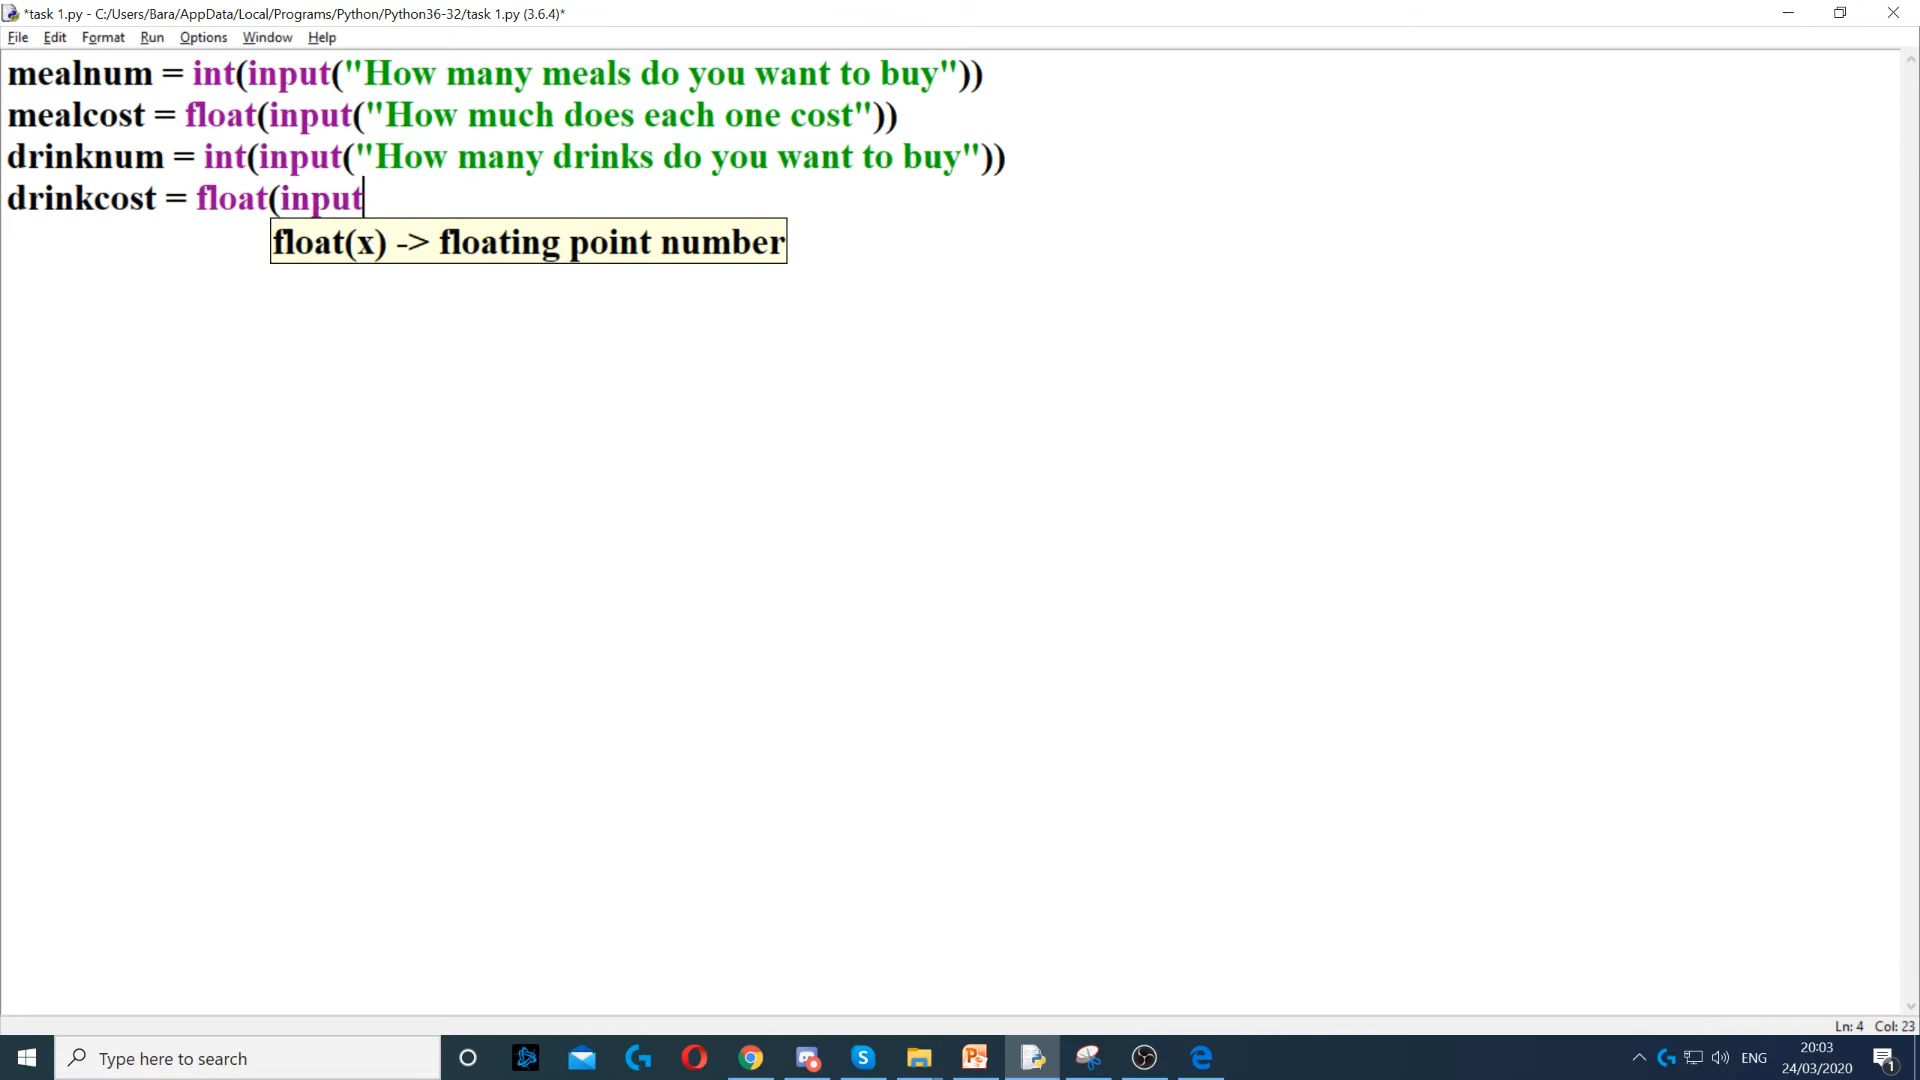 *task 1.py - C:/Users/Bara/AppData/Local/Programs/Python/Python36-32/task 1.py (3.6.4)*
File Edit Format Run Options Window Help
mealnum = int(input("How many meals do you want to buy"))
mealcost = float(input("How much does each one cost"))
drinknum = int(input("How many drinks do you want to buy"))
drinkcost = float(input
float(x) -> floating point number
Ln: 4 Col: 23
Type here to search
ENG
20:03
24/03/2020
1